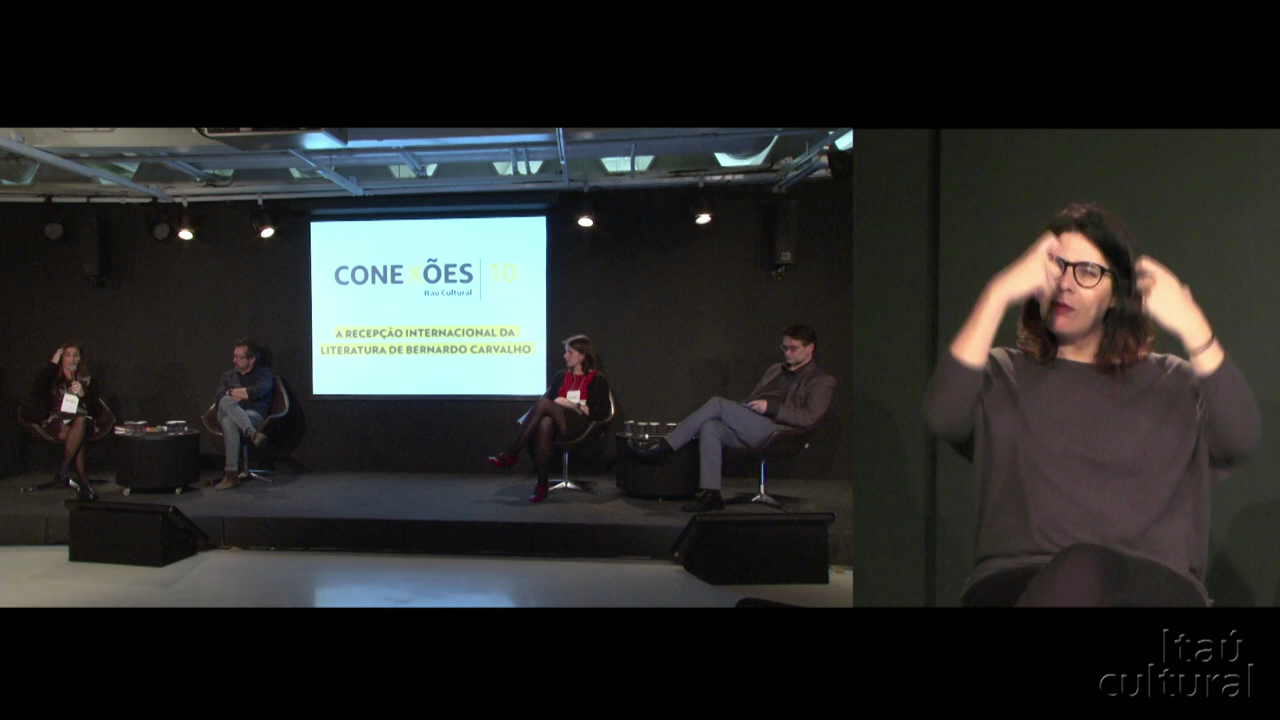 CONEXÕES 10
Itaú Cultural
A RECEPÇÃO INTERNACIONAL DA
LITERATURA DE BERNARDO CARVALHO
Itaú
cultural